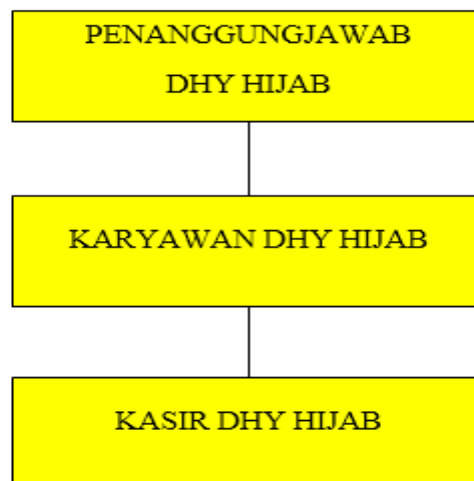 PENANGGUNGJAWAB
DHY HIJAB
KARYAWAN DHY HIJAB
KASIR DHY HIJAB